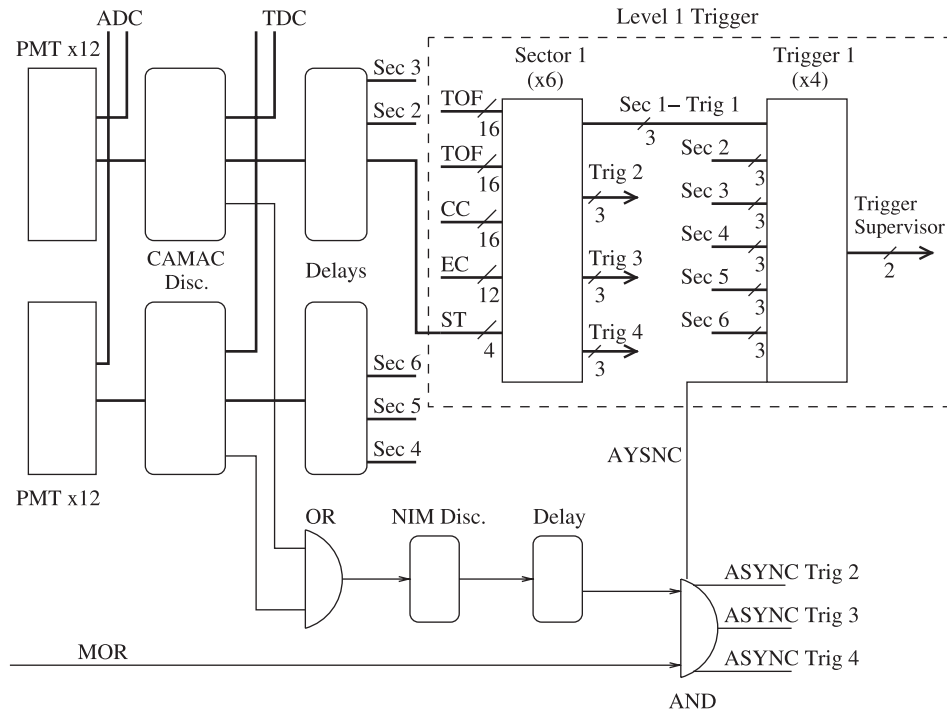 ADC
TDC
Level 1 Trigger
PMT x12
Sec 3
Sector 1
(x6)
Trigger 1
(x4)
Sec 2
TOF
16
Sec 1– Trig 1
3
TOF
16
Trig 2
3
Sec 2
3
Sec 3
3
CC
16
Sec 4
3
Trigger
Supervisor
2
CAMAC
Disc.
Delays
EC
12
Trig 3
3
Sec 5
3
ST
4
Trig 4
3
Sec 6
3
Sec 6
Sec 5
Sec 4
AYSNC
PMT x12
OR
NIM Disc.
Delay
ASYNC Trig 2
ASYNC Trig 3
MOR
ASYNC Trig 4
AND